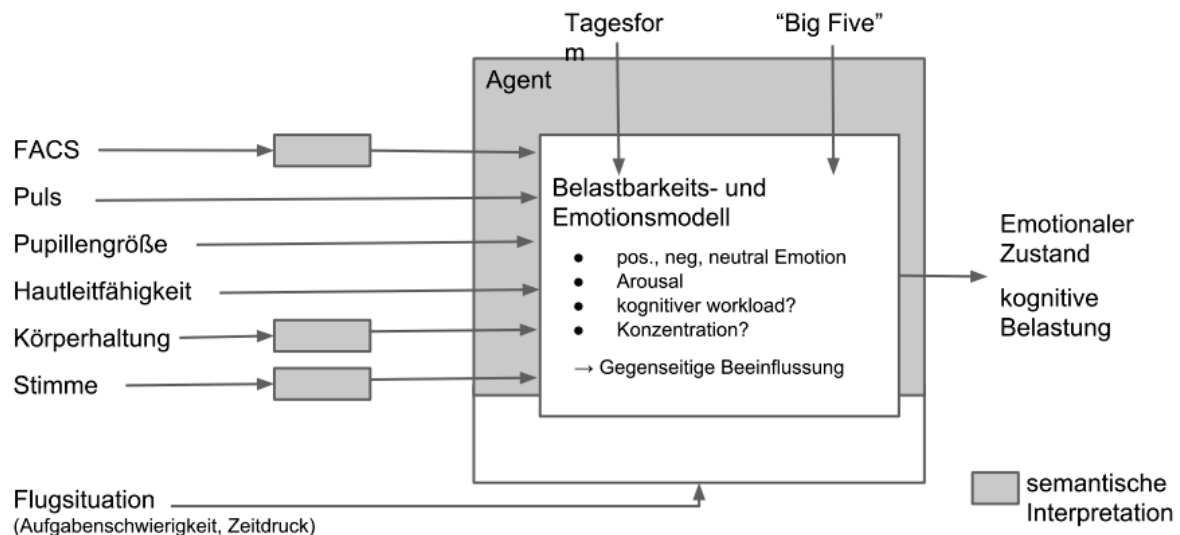 Tagesfor
m
“Big Five”
Agent
FACS
Puls
Pupillengröße
Hautleitfähigkeit
Körperhaltung
Stimme
Belastbarkeits- und
Emotionsmodell
● pos., neg, neutral Emotion
● Arousal
● kognitiver workload?
● Konzentration?
→ Gegenseitige Beeinflussung
Emotionaler
Zustand
kognitive
Belastung
Flugsituation
(Aufgabenschwierigkeit, Zeitdruck)
semantische
Interpretation